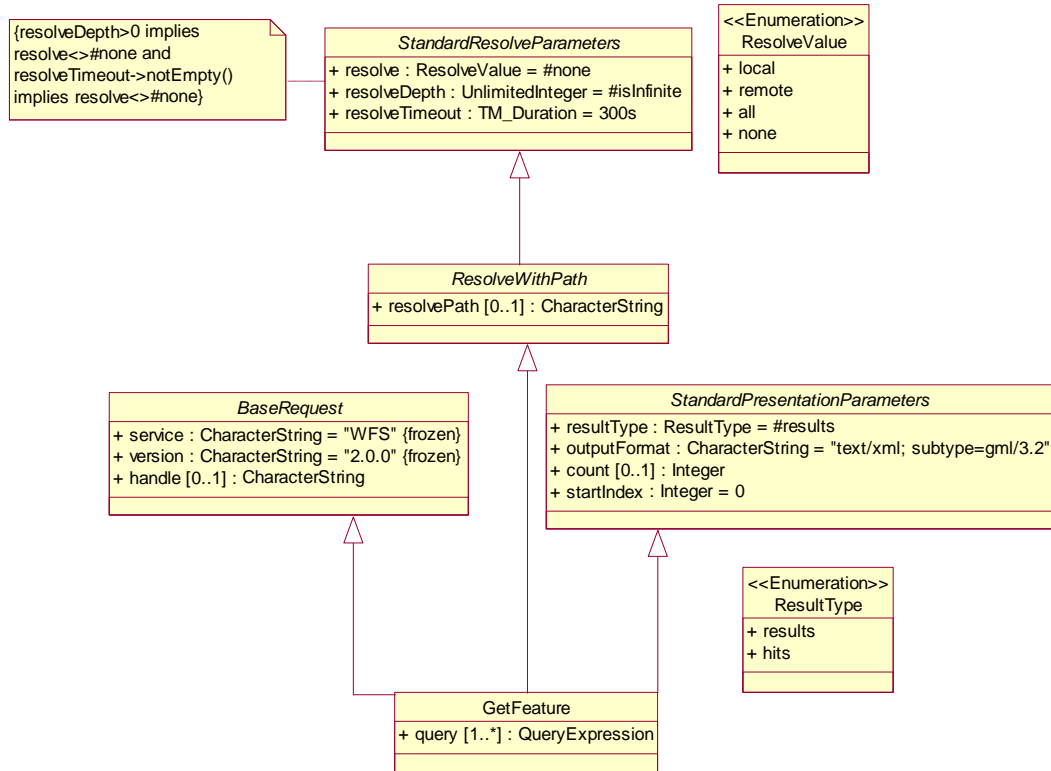 {resolveDepth>0 implies
resolve<>#none and
resolveTimeout->notEmpty()
implies resolve<>#none}
StandardResolveParameters
+ resolve : ResolveValue = #none
+ resolveDepth : UnlimitedInteger = #isInfinite
+ resolveTimeout : TM_Duration = 300s
<<Enumeration>>
ResolveValue
+ local
+ remote
+ all
+ none
ResolveWithPath
+ resolvePath [0..1] : CharacterString
BaseRequest
+ service : CharacterString = "WFS" {frozen}
+ version : CharacterString = "2.0.0" {frozen}
+ handle [0..1] : CharacterString
StandardPresentationParameters
+ resultType : ResultType = #results
+ outputFormat : CharacterString = "text/xml; subtype=gml/3.2"
+ count [0..1] : Integer
+ startIndex : Integer = 0
<<Enumeration>>
ResultType
+ results
+ hits
GetFeature
+ query [1..*] : QueryExpression